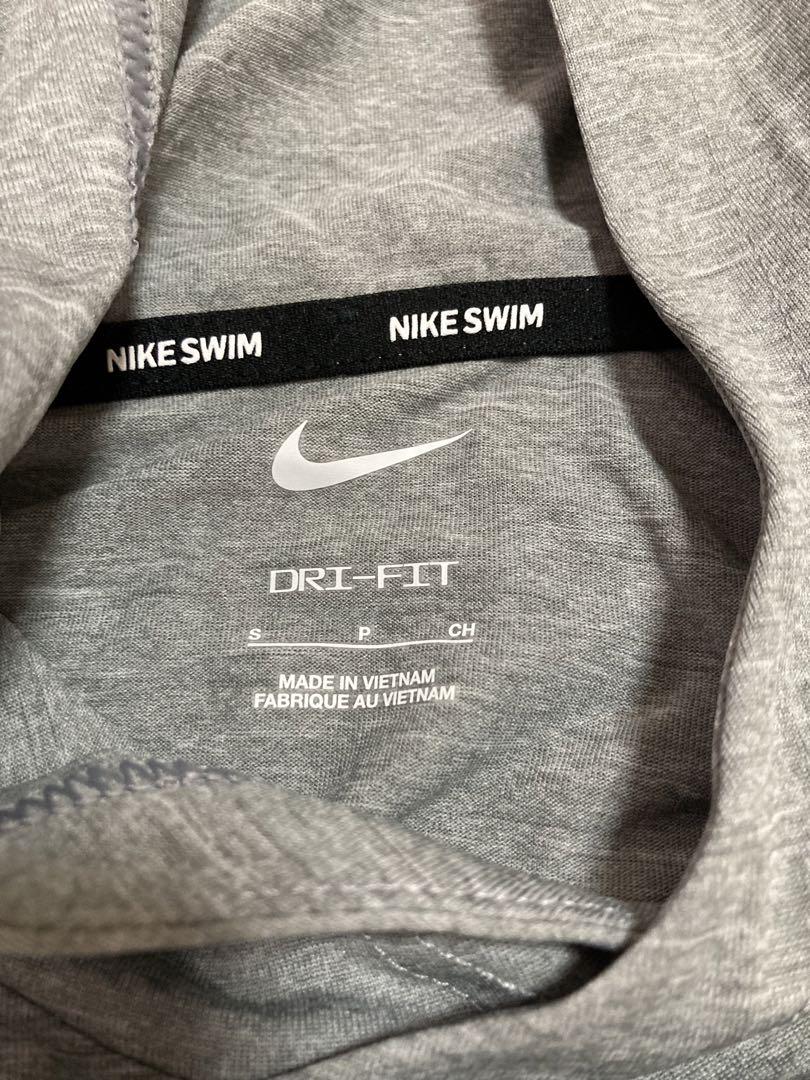 NIKE SWIM NIKE SWIM
DRI-FIT
S P CH
MADE IN VIETNAM
FABRIQUE AU VIETNAM